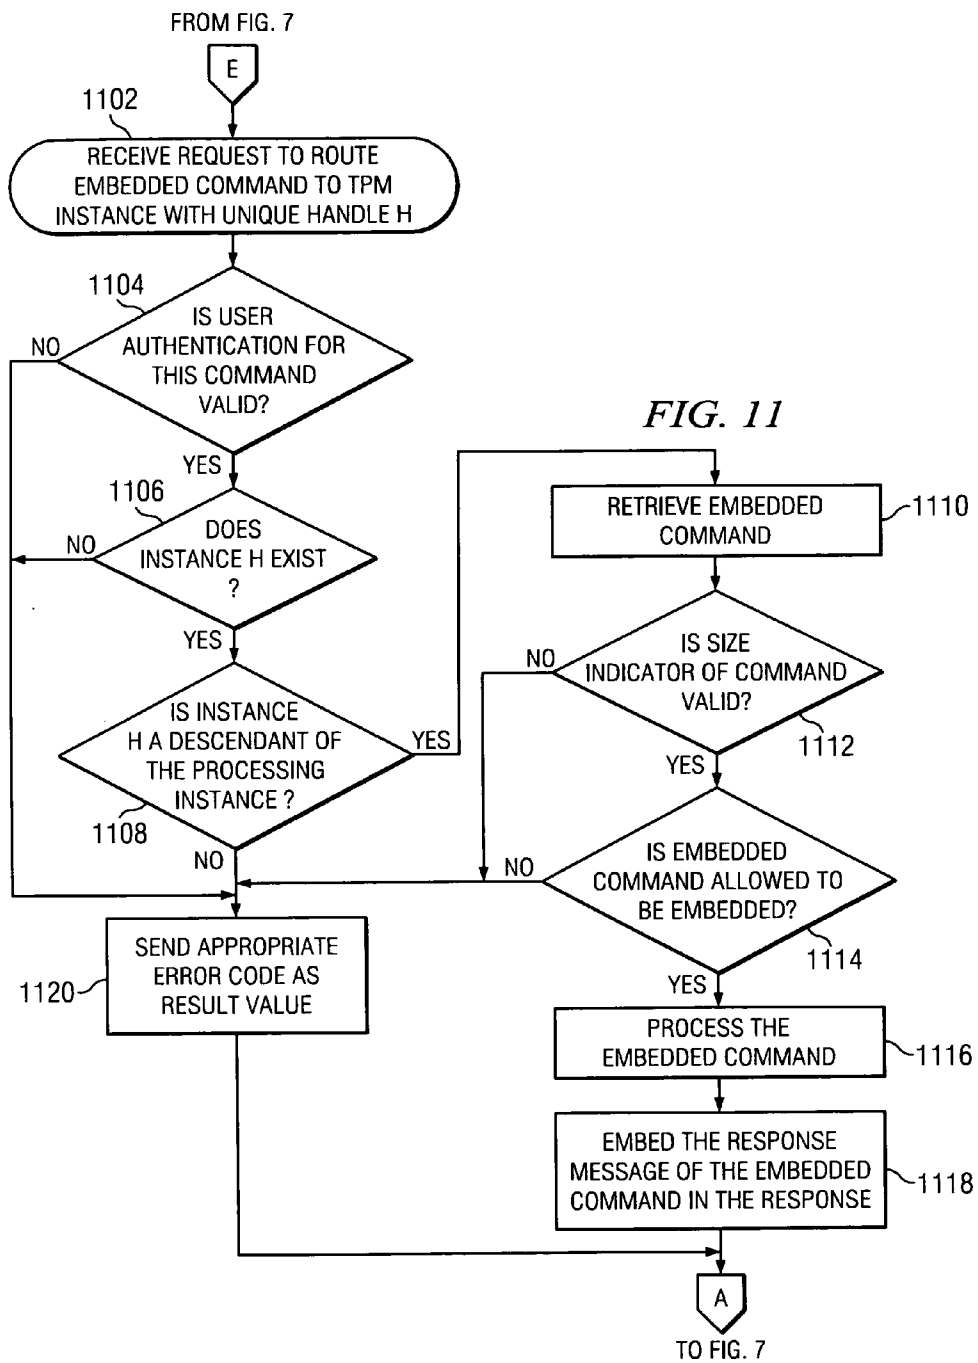 FROM FIG. 7
E
1102
RECEIVE REQUEST TO ROUTE
EMBEDDED COMMAND TO TPM
INSTANCE WITH UNIQUE HANDLE H
1104
IS USER
AUTHENTICATION FOR
THIS COMMAND
VALID?
NO
YES
1106
DOES
INSTANCE H EXIST
?
NO
YES
IS INSTANCE
H A DESCENDANT OF
THE PROCESSING
INSTANCE ?
YES
1108
NO
SEND APPROPRIATE
ERROR CODE AS
RESULT VALUE
1120
FIG. 11
RETRIEVE EMBEDDED
COMMAND
1110
IS SIZE
INDICATOR OF COMMAND
VALID?
NO
1112
YES
IS EMBEDDED
COMMAND ALLOWED TO
BE EMBEDDED?
NO
1114
YES
PROCESS THE
EMBEDDED COMMAND
1116
EMBED THE RESPONSE
MESSAGE OF THE EMBEDDED
COMMAND IN THE RESPONSE
1118
A
TO FIG. 7